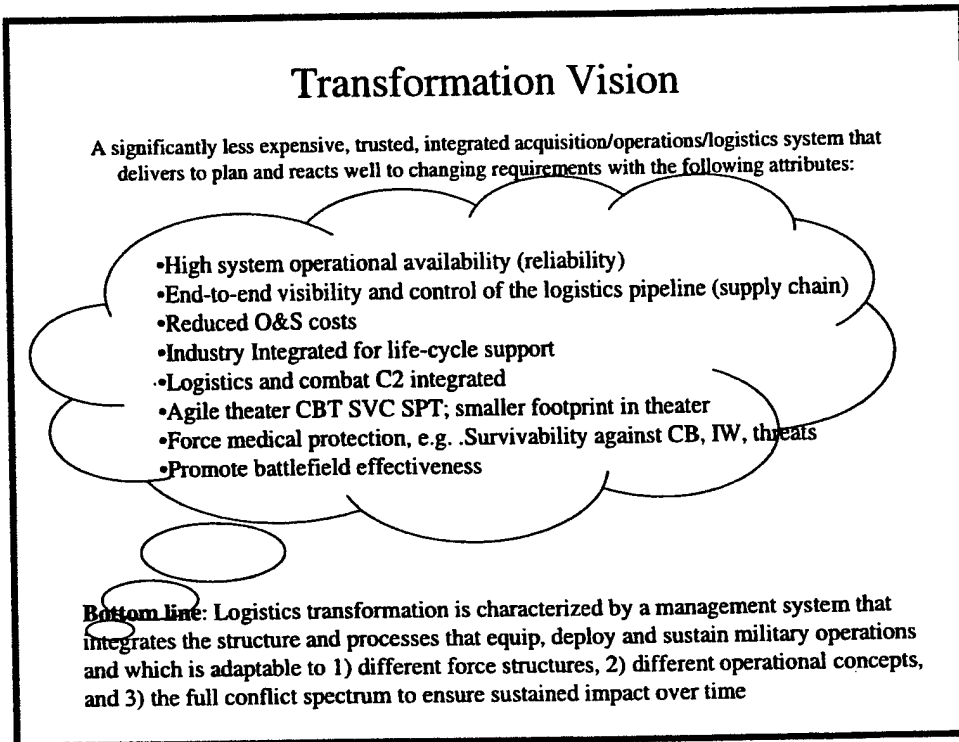 Transformation Vision
A significantly less expensive, trusted, integrated acquisition/operations/logistics system that
delivers to plan and reacts well to changing requirements with the following attributes:
•High system operational availability (reliability)
•End-to-end visibility and control of the logistics pipeline (supply chain)
•Reduced O&S costs
•Industry Integrated for life-cycle support
•Logistics and combat C2 integrated
•Agile theater CBT SVC SPT; smaller footprint in theater
•Force medical protection, e.g. .Survivability against CB, IW, threats
•Promote battlefield effectiveness
Bottom line: Logistics transformation is characterized by a management system that
integrates the structure and processes that equip, deploy and sustain military operations
and which is adaptable to 1) different force structures, 2) different operational concepts,
and 3) the full conflict spectrum to ensure sustained impact over time